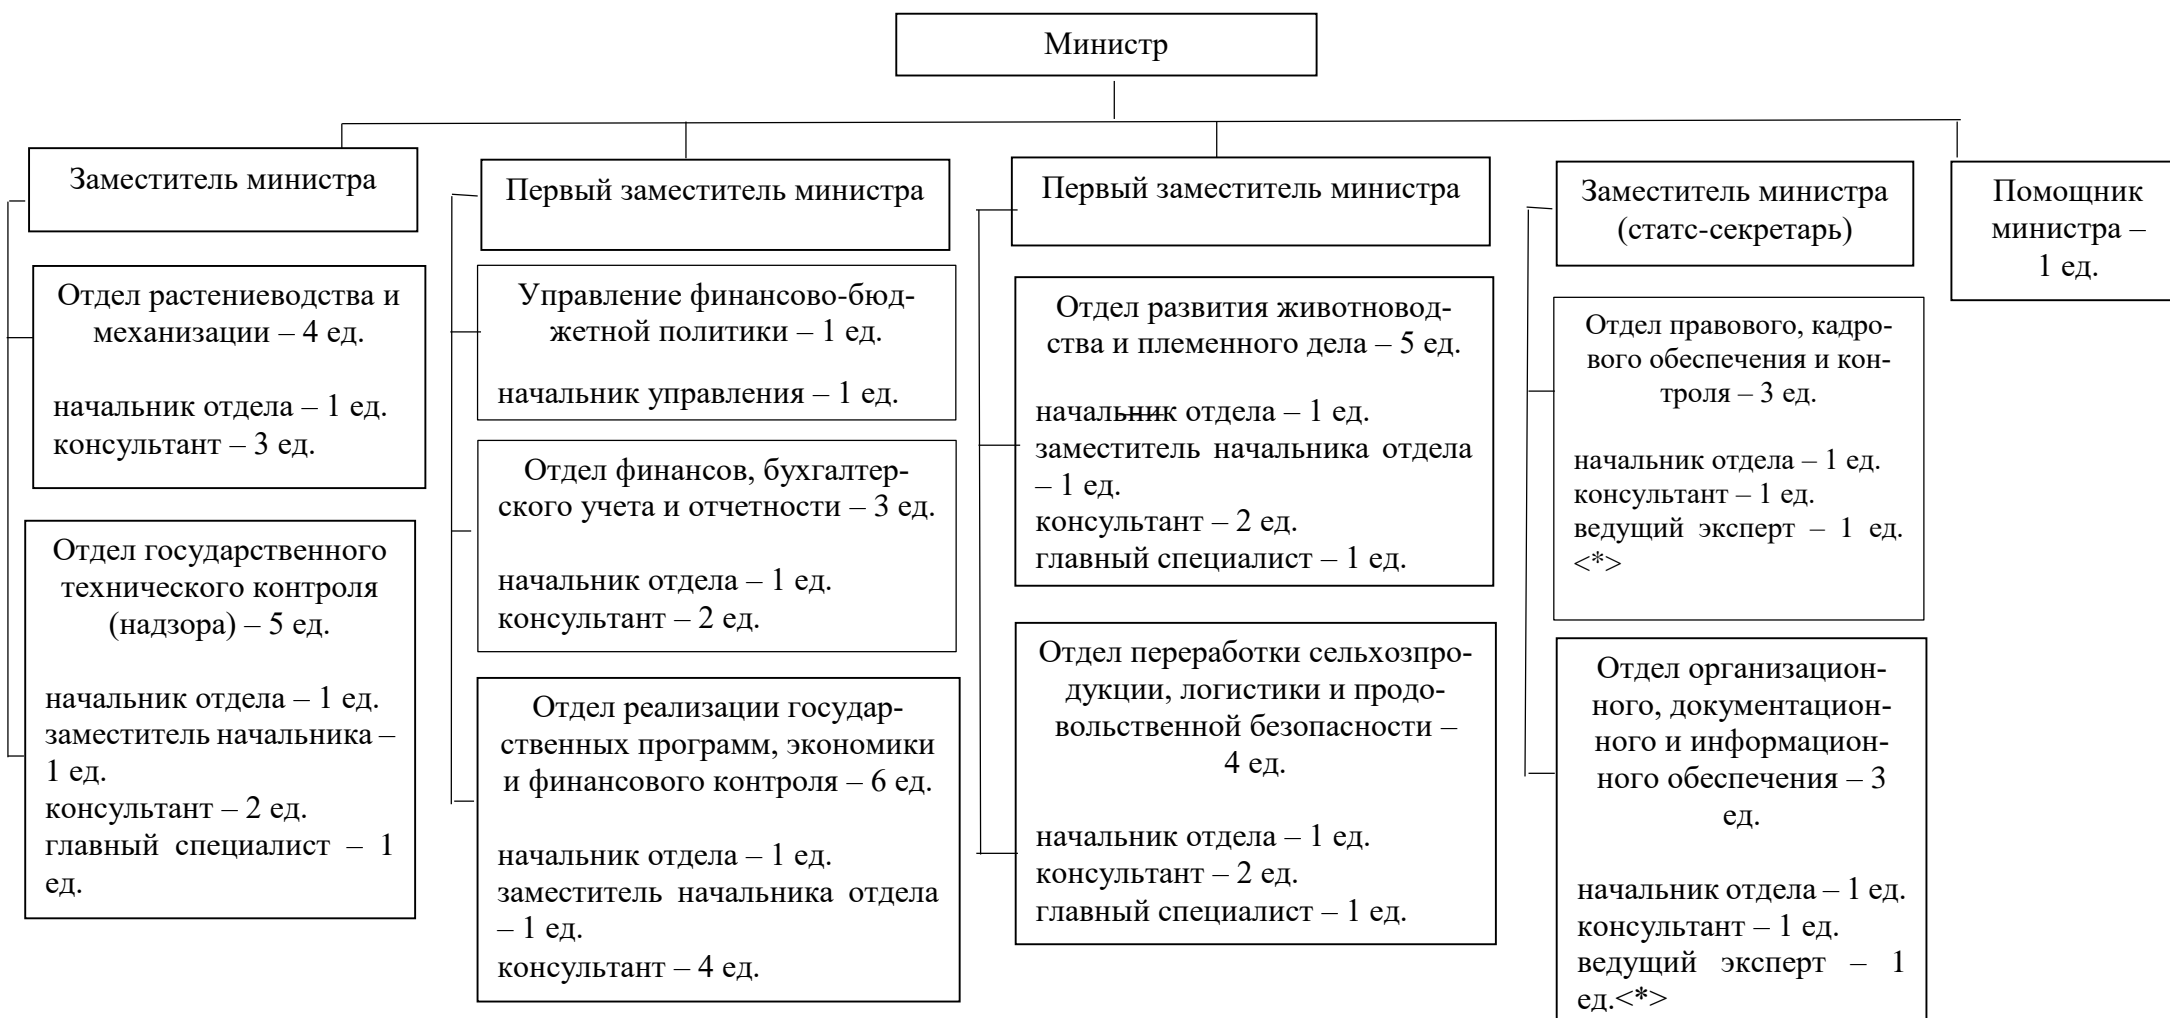 Министр
Заместитель министра
Отдел растениеводства и
механизации – 4 ед.
начальник отдела – 1 ед.
консультант – 3 ед.
Отдел государственного
технического контроля
(надзора) – 5 ед.
начальник отдела – 1 ед.
заместитель начальника –
1 ед.
консультант – 2 ед.
главный специалист – 1
ед.
Первый заместитель министра
Управление финансово-бюд-
жетной политики – 1 ед.
начальник управления – 1 ед.
Отдел финансов, бухгалтер-
ского учета и отчетности – 3 ед.
начальник отдела – 1 ед.
консультант – 2 ед.
Отдел реализации государ-
ственных программ, экономики
и финансового контроля – 6 ед.
начальник отдела – 1 ед.
заместитель начальника отдела
– 1 ед.
консультант – 4 ед.
Первый заместитель министра
Отдел развития животновод-
ства и племенного дела – 5 ед.
начальник отдела – 1 ед.
заместитель начальника отдела
– 1 ед.
консультант – 2 ед.
главный специалист – 1 ед.
Отдел переработки сельхозпро-
дукции, логистики и продо-
вольственной безопасности –
4 ед.
начальник отдела – 1 ед.
консультант – 2 ед.
главный специалист – 1 ед.
Заместитель министра
(статс-секретарь)
Отдел правового, кадро-
вого обеспечения и кон-
троля – 3 ед.
начальник отдела – 1 ед.
консультант – 1 ед.
ведущий эксперт – 1 ед.
<*>
Отдел организацион-
ного, документацион-
ного и информацион-
ного обеспечения – 3
ед.
начальник отдела – 1 ед.
консультант – 1 ед.
ведущий эксперт – 1
ед.<*>
Помощник
министра –
1 ед.